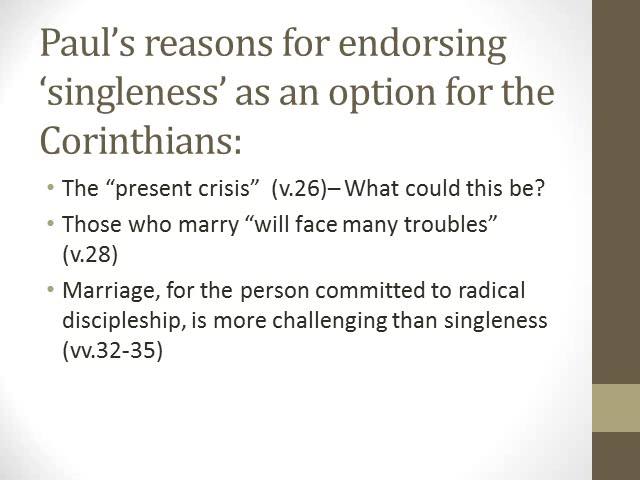 Paul’s reasons for endorsing
‘singleness’ as an option for the
Corinthians:
• The “present crisis”  (v.26)– What could this be?
• Those who marry “will face many troubles”
(v.28)
• Marriage, for the person committed to radical
discipleship, is more challenging than singleness
(vv.32-35)